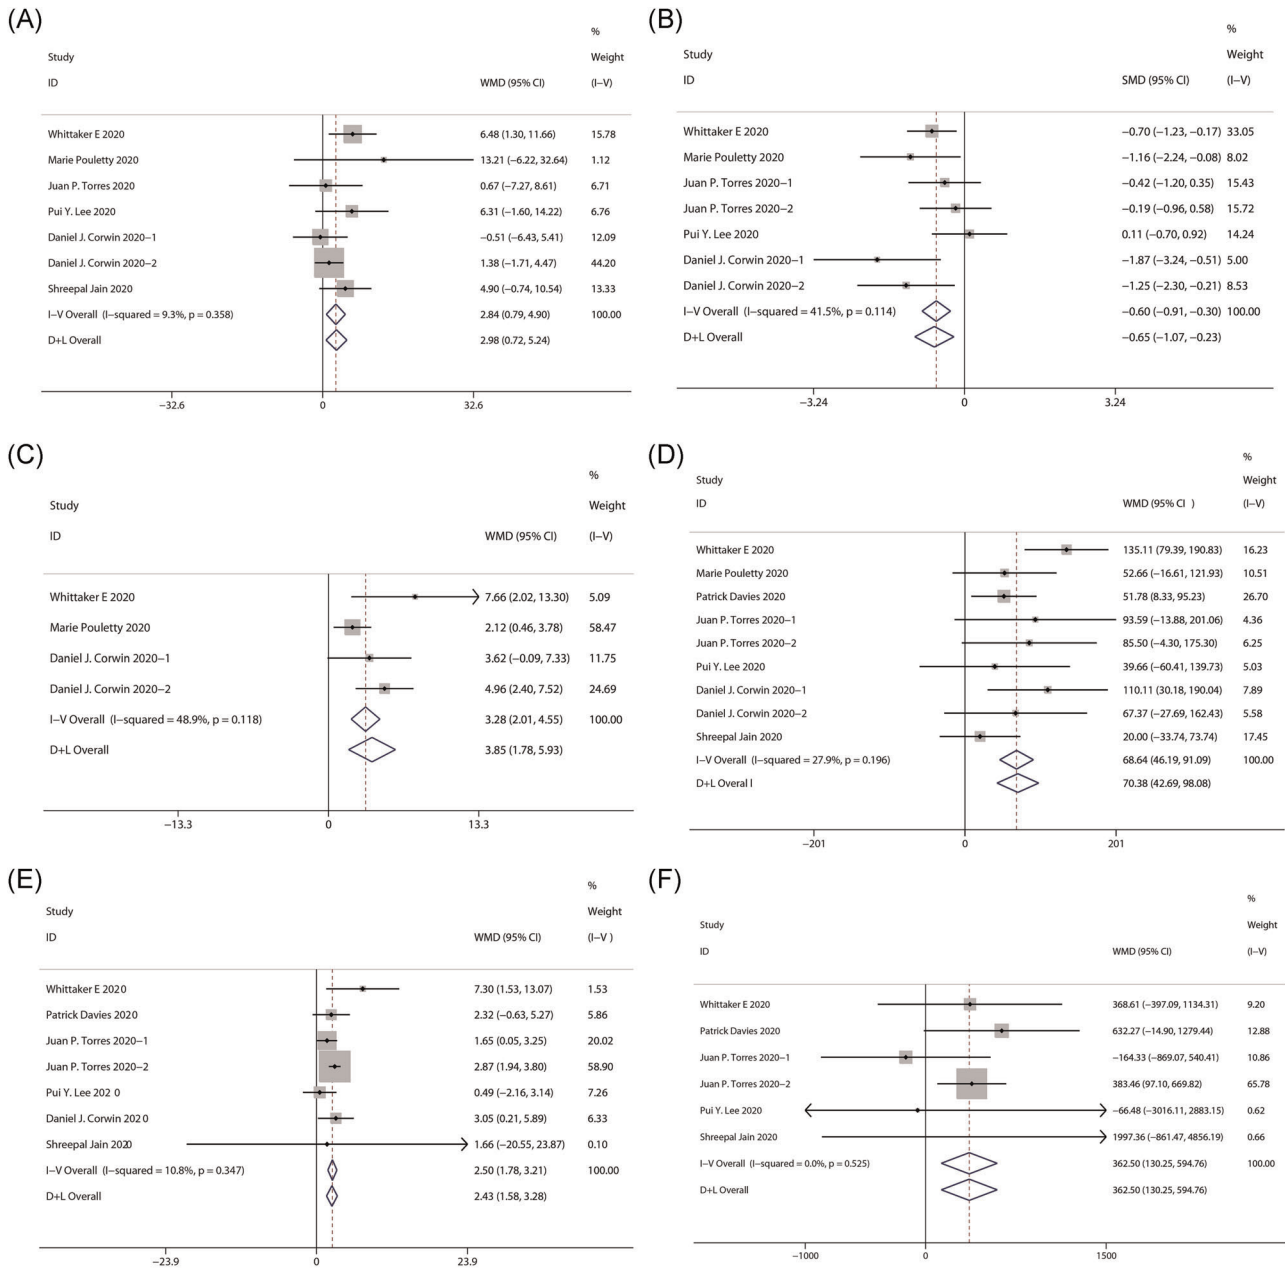 (A)
%
Study Weight
ID WMD (95% CI) (I−V)
Whittaker E 2020 6.48 (1.30, 11.66) 15.78
Marie Pouletty 2020 13.21 (−6.22, 32.64) 1.12
Juan P. Torres 2020 0.67 (−7.27, 8.61) 6.71
Pui Y. Lee 2020 6.31 (−1.60, 14.22) 6.76
Daniel J. Corwin 2020−1 −0.51 (−6.43, 5.41) 12.09
Daniel J. Corwin 2020−2 1.38 (−1.71, 4.47) 44.20
Shreepal Jain 2020 4.90 (−0.74, 10.54) 13.33
I−V Overall (I−squared = 9.3%, p = 0.358) 2.84 (0.79, 4.90) 100.00
D+L Overall 2.98 (0.72, 5.24)
−32.6 0 32.6
(B)
%
Study Weight
ID SMD (95% CI) (I−V)
Whittaker E 2020 −0.70 (−1.23, −0.17) 33.05
Marie Pouletty 2020 −1.16 (−2.24, −0.08) 8.02
Juan P. Torres 2020−1 −0.42 (−1.20, 0.35) 15.43
Juan P. Torres 2020−2 −0.19 (−0.96, 0.58) 15.72
Pui Y. Lee 2020 0.11 (−0.70, 0.92) 14.24
Daniel J. Corwin 2020−1 −1.87 (−3.24, −0.51) 5.00
Daniel J. Corwin 2020−2 −1.25 (−2.30, −0.21) 8.53
I−V Overall (I−squared = 41.5%, p = 0.114) −0.60 (−0.91, −0.30) 100.00
D+L Overall −0.65 (−1.07, −0.23)
−3.24 0 3.24
(C)
%
Study Weight
ID WMD (95% CI) (I−V)
Whittaker E 2020 7.66 (2.02, 13.30) 5.09
Marie Pouletty 2020 2.12 (0.46, 3.78) 58.47
Daniel J. Corwin 2020−1 3.62 (−0.09, 7.33) 11.75
Daniel J. Corwin 2020−2 4.96 (2.40, 7.52) 24.69
I−V Overall (I−squared = 48.9%, p = 0.118) 3.28 (2.01, 4.55) 100.00
D+L Overall 3.85 (1.78, 5.93)
−13.3 0 13.3
(D)
%
Study Weight
ID WMD (95% CI ) (I−V)
Whittaker E 2020 135.11 (79.39, 190.83) 16.23
Marie Pouletty 2020 52.66 (−16.61, 121.93) 10.51
Patrick Davies 2020 51.78 (8.33, 95.23) 26.70
Juan P. Torres 2020−1 93.59 (−13.88, 201.06) 4.36
Juan P. Torres 2020−2 85.50 (−4.30, 175.30) 6.25
Pui Y. Lee 2020 39.66 (−60.41, 139.73) 5.03
Daniel J. Corwin 2020−1 110.11 (30.18, 190.04) 7.89
Daniel J. Corwin 2020−2 67.37 (−27.69, 162.43) 5.58
Shreepal Jain 2020 20.00 (−33.74, 73.74) 17.45
I−V Overall (I−squared = 27.9%, p = 0.196) 68.64 (46.19, 91.09) 100.00
D+L Overal l 70.38 (42.69, 98.08)
−201 0 201
(E)
%
Study Weight
ID WMD (95% CI) (I−V )
Whittaker E 2020 7.30 (1.53, 13.07) 1.53
Patrick Davies 2020 2.32 (−0.63, 5.27) 5.86
Juan P. Torres 2020−1 1.65 (0.05, 3.25) 20.02
Juan P. Torres 2020−2 2.87 (1.94, 3.80) 58.90
Pui Y. Lee 202 0 0.49 (−2.16, 3.14) 7.26
Daniel J. Corwin 2020 3.05 (0.21, 5.89) 6.33
Shreepal Jain 2020 1.66 (−20.55, 23.87) 0.10
I−V Overall (I−squared = 10.8%, p = 0.347) 2.50 (1.78, 3.21) 100.00
D+L Overall 2.43 (1.58, 3.28)
−23.9 0 23.9
(F)
%
Study Weight
ID WMD (95% CI) (I−V)
Whittaker E 2020 368.61 (−397.09, 1134.31) 9.20
Patrick Davies 2020 632.27 (−14.90, 1279.44) 12.88
Juan P. Torres 2020−1 −164.33 (−869.07, 540.41) 10.86
Juan P. Torres 2020−2 383.46 (97.10, 669.82) 65.78
Pui Y. Lee 2020 −66.48 (−3016.11, 2883.15) 0.62
Shreepal Jain 2020 1997.36 (−861.47, 4856.19) 0.66
I−V Overall (I−squared = 0.0%, p = 0.525) 362.50 (130.25, 594.76) 100.00
D+L Overall 362.50 (130.25, 594.76)
−1000 0 1500